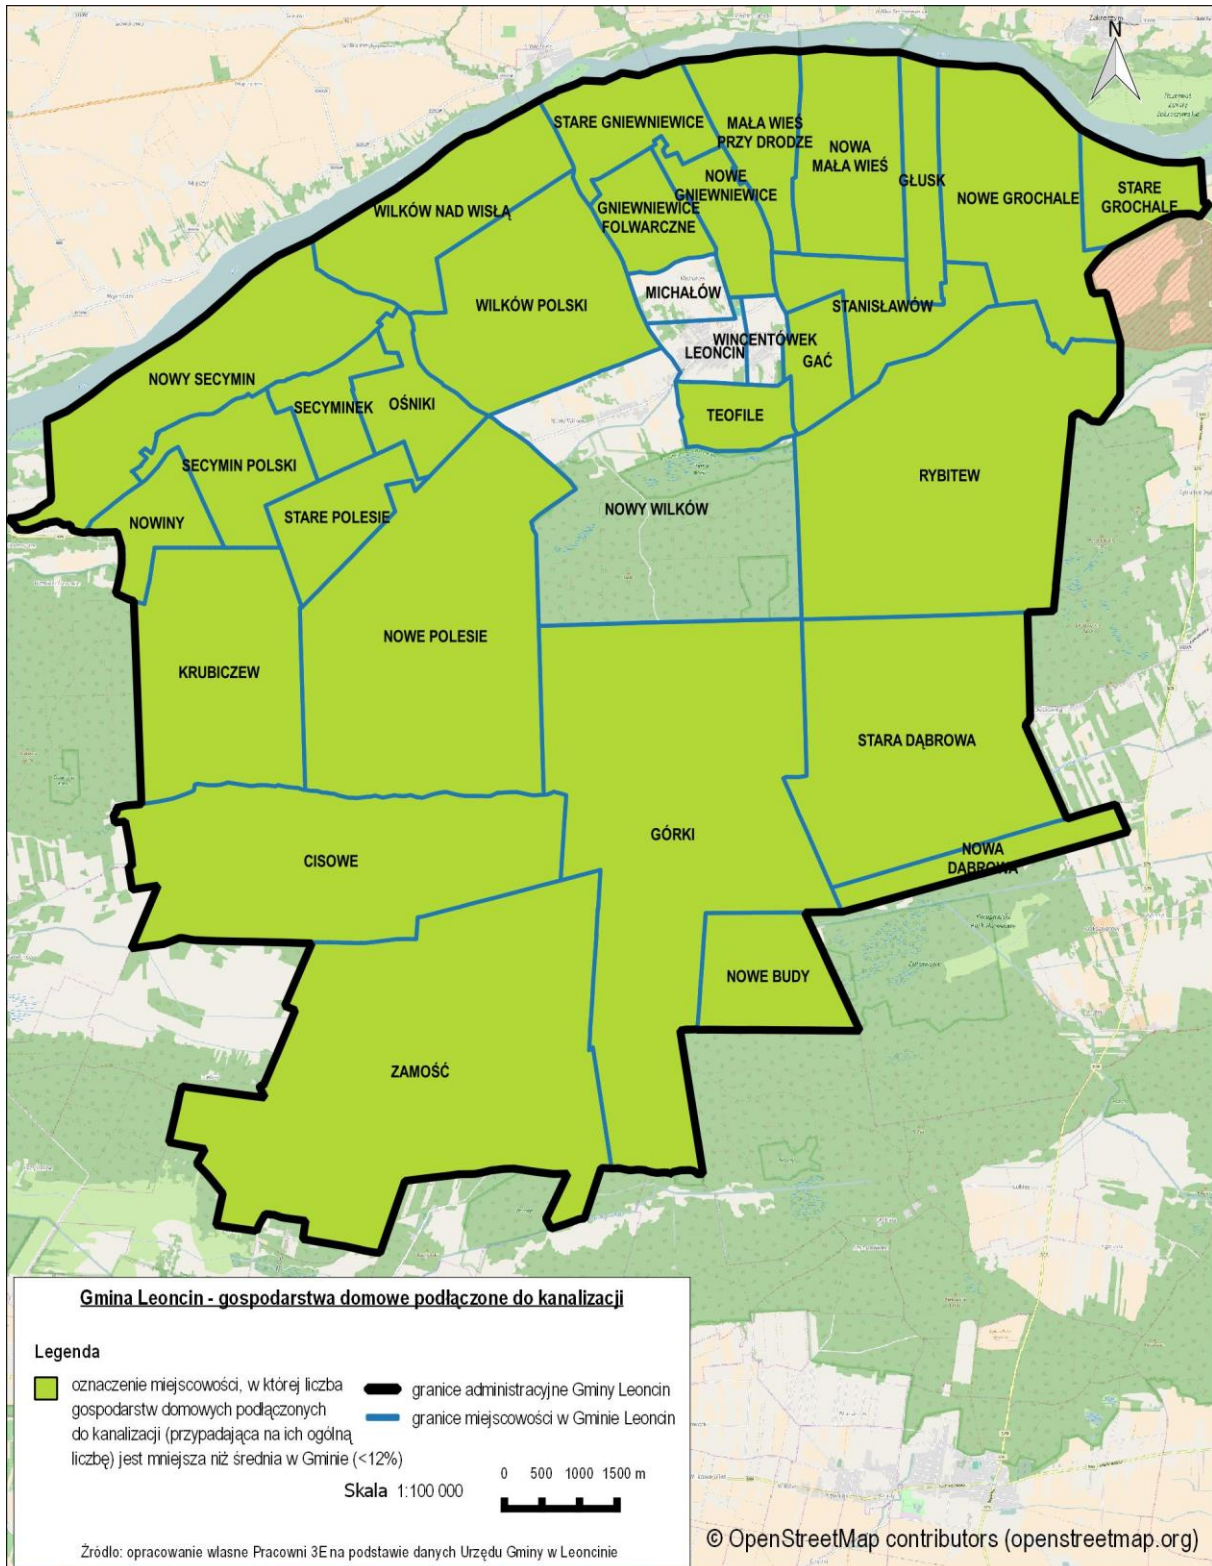 N
STARE GNIEWNIEWICE
MAŁA WIEŚ
PRZY DRODZE
NOWA
MAŁA WIEŚ
NOWE
GNIEWNIEWICE
GŁUSK
NOWE GROCHALE
STARE
GROCHALE
WILKÓW NAD WISŁĄ
GNIEWNIEWICE
FOLWARCZNE
MICHAŁÓW
WILKÓW POLSKI
STANISŁAWÓW
WINCENTÓWEK
LEONCIN
GAĆ
NOWY SECYMIN
SECYMINEK
OŚNIKI
TEOFILE
SECYMIN POLSKI
RYBITEW
NOWINY
STARE POLESIE
NOWY WILKÓW
NOWE POLESIE
KRUBICZEW
STARA DĄBROWA
GÓRKI
CISOWE
NOWA
DĄBROWA
NOWE BUDY
ZAMOŚĆ
Gmina Leoncin - gospodarstwa domowe podłączone do kanalizacji
Legenda
oznaczenie miejscowości, w której liczba
gospodarstw domowych podłączonych
do kanalizacji (przypadająca na ich ogólną
liczbę) jest mniejsza niż średnia w Gminie (<12%)
granice administracyjne Gminy Leoncin
granice miejscowości w Gminie Leoncin
Skala 1:100 000
0 500 1000 1500 m
Źródło: opracowanie własne Pracowni 3E na podstawie danych Urzędu Gminy w Leoncinie
© OpenStreetMap contributors (openstreetmap.org)